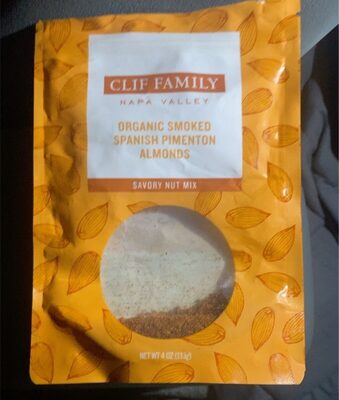 CLIF FAMILY
NAPA VALLEY
ORGANIC SMOKED
SPANISH PIMENTON
ALMONDS
SAVORY NUT MIX
NET WT 4 OZ (113g)